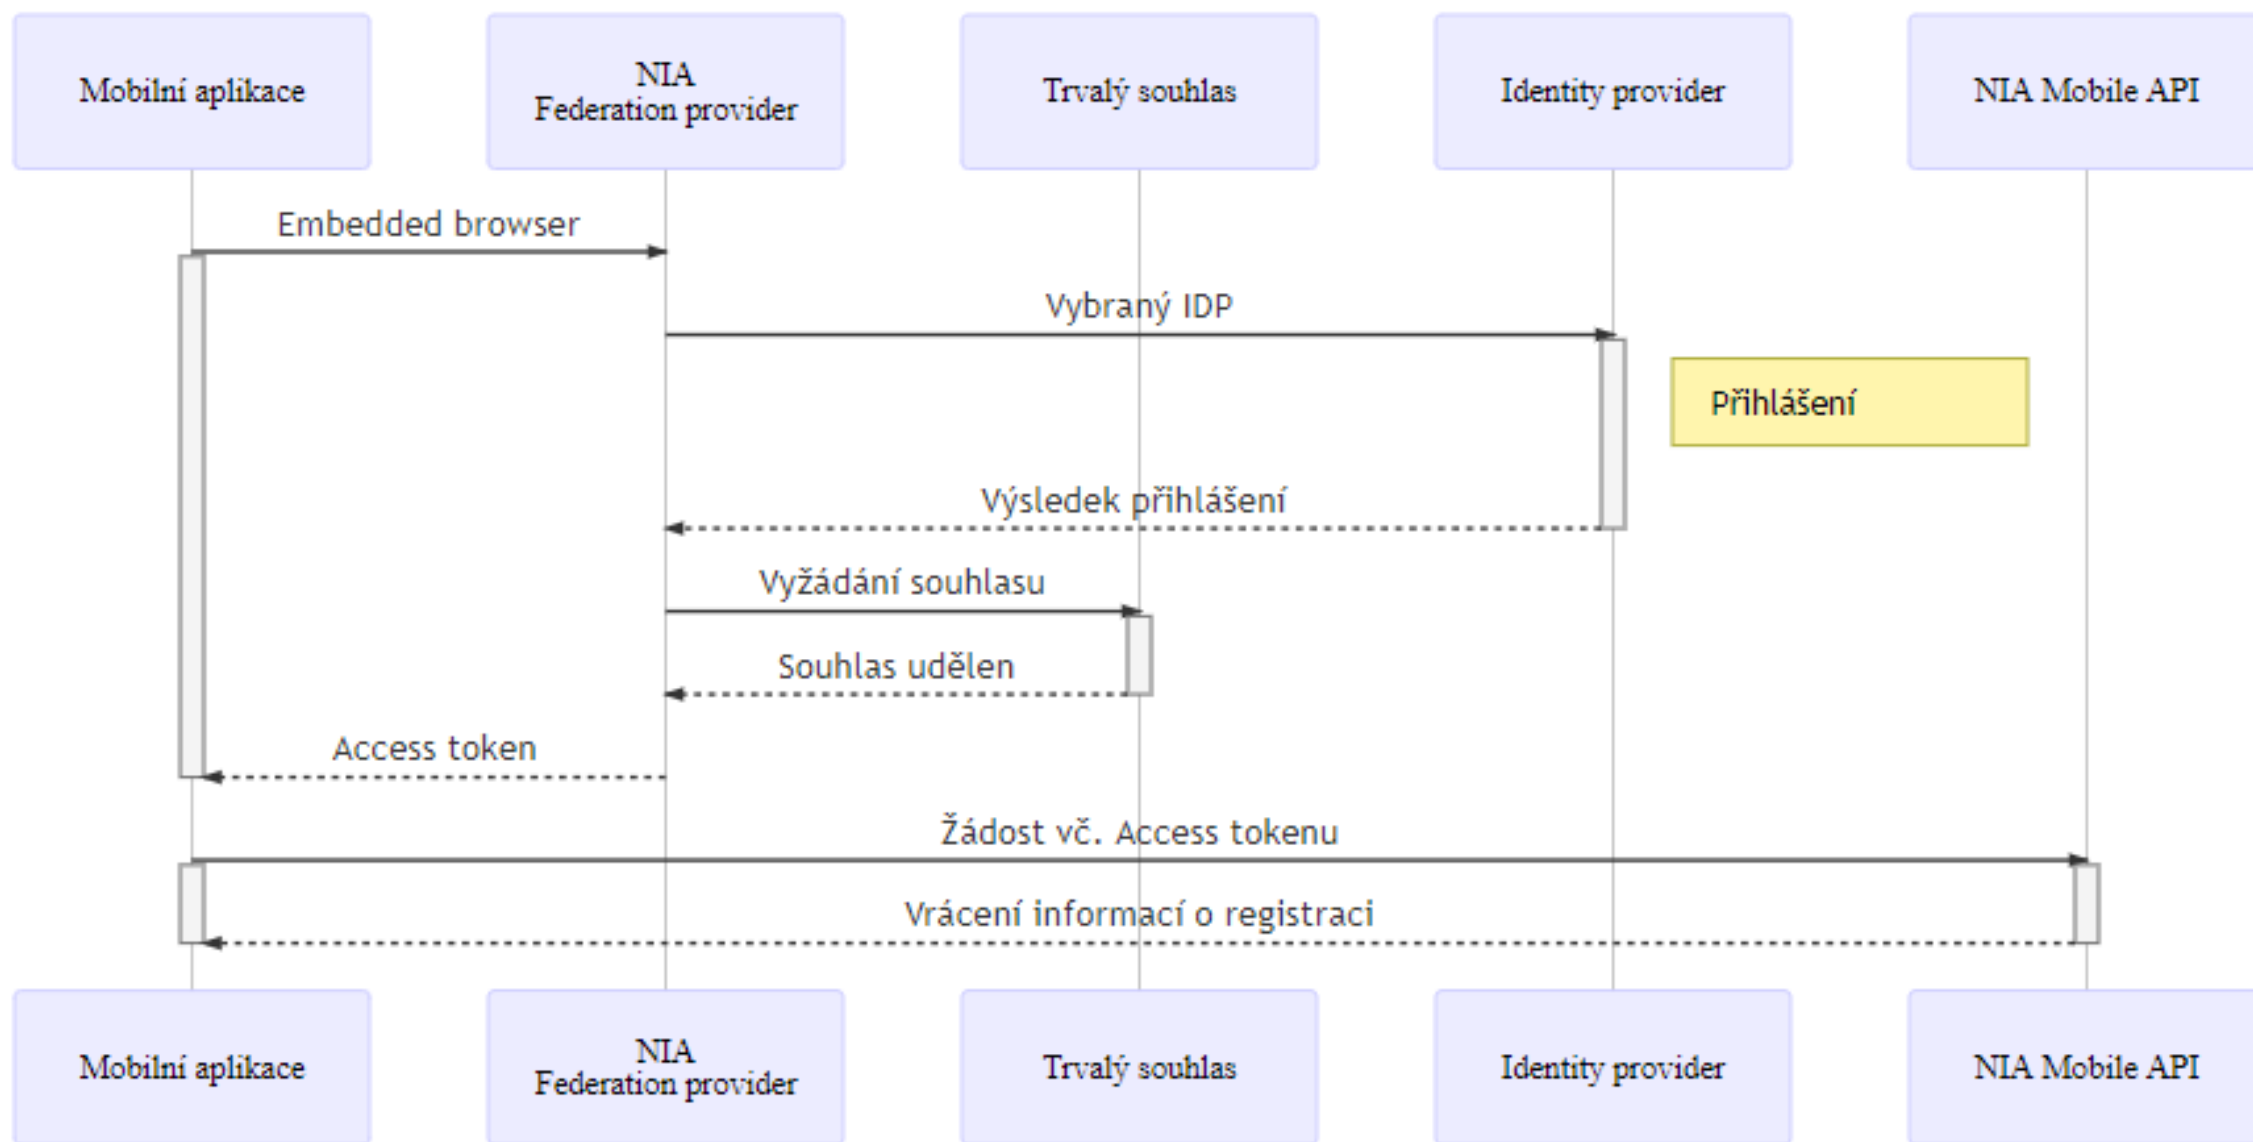 Mobilní aplikace
NIA
Federation provider
Trvalý souhlas
Identity provider
NIA Mobile API
Embedded browser
Vybraný IDP
Přihlášení
Výsledek přihlášení
Vyžádání souhlasu
Souhlas udělen
Access token
Žádost vč. Access tokenu
Vrácení informací o registraci
Mobilní aplikace
NIA
Federation provider
Trvalý souhlas
Identity provider
NIA Mobile API